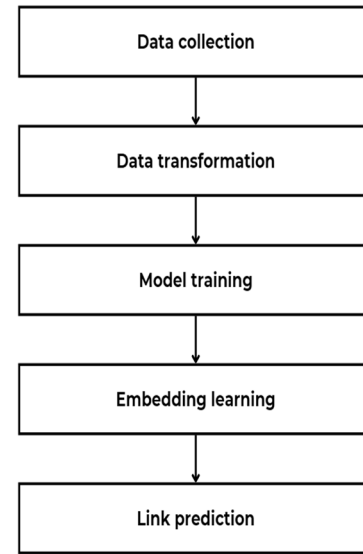 Data collection
Data transformation
Model training
Embedding learning
Link prediction